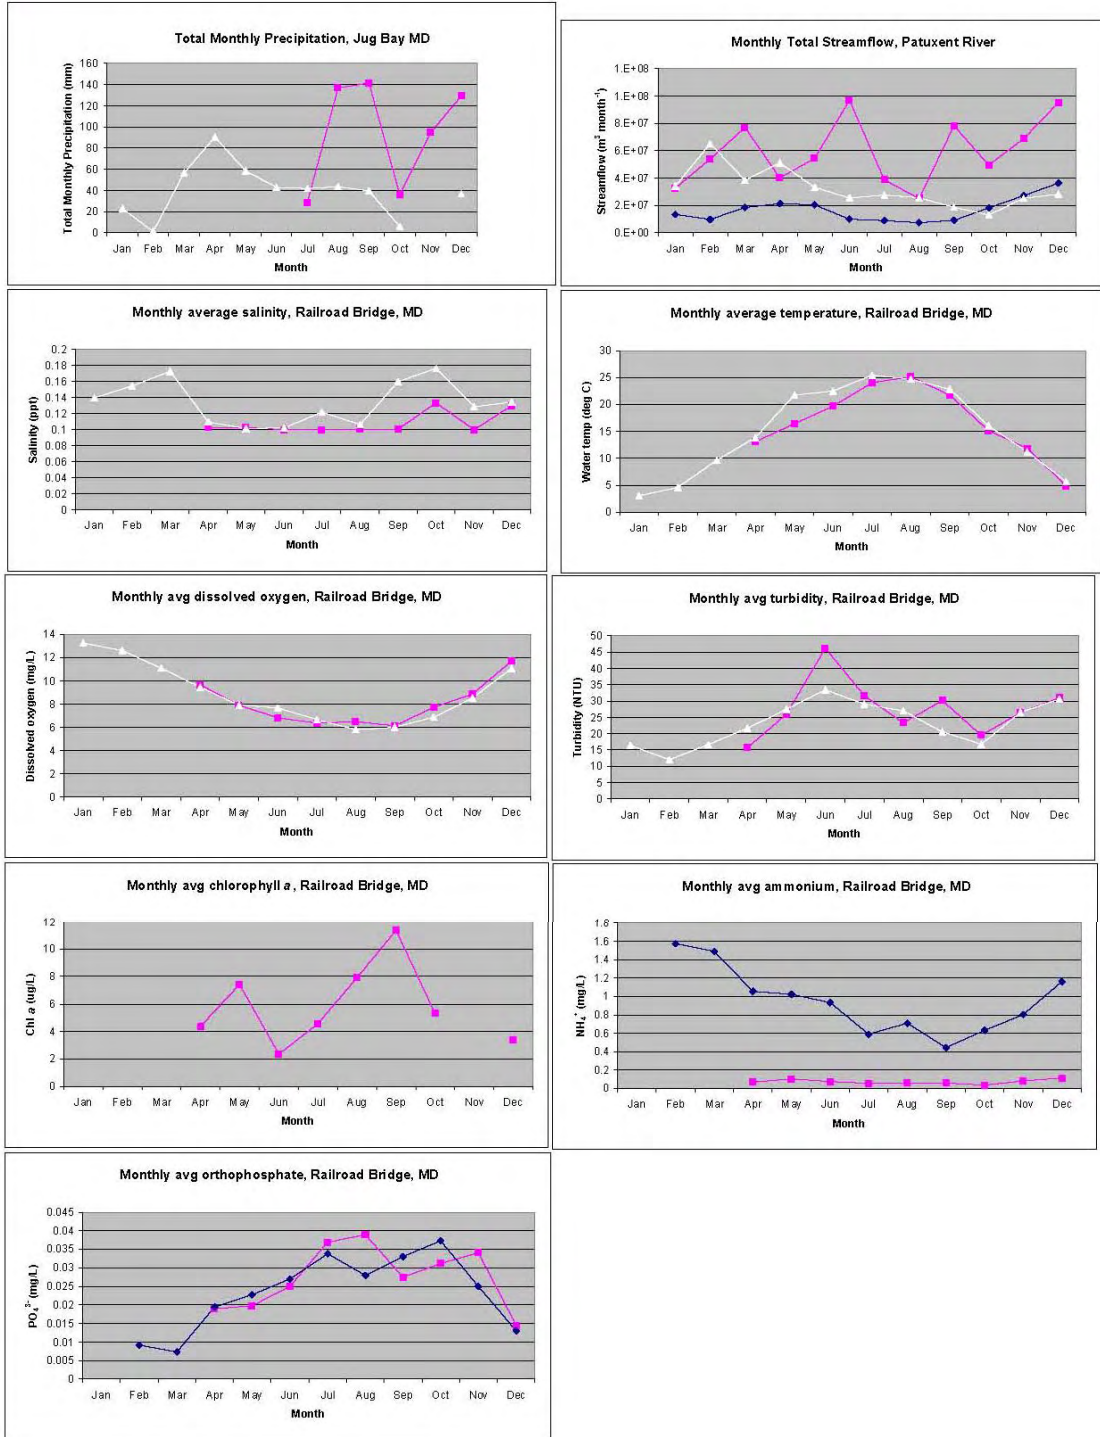 Total Monthly Precipitation, Jug Bay MD
Total Monthly Precipitation (mm)
160
140
120
100
80
60
40
20
0
Jan Feb Mar Apr May Jun Jul Aug Sep Oct Nov Dec
Month
Monthly Total Streamflow, Patuxent River
Streamflow (m³ month⁻¹)
1.E+08
1.E+08
8.E+07
6.E+07
4.E+07
2.E+07
0.E+00
Jan Feb Mar Apr May Jun Jul Aug Sep Oct Nov Dec
Month
Monthly average salinity, Railroad Bridge, MD
Salinity (ppt)
0.2
0.18
0.16
0.14
0.12
0.1
0.08
0.06
0.04
0.02
0
Jan Feb Mar Apr May Jun Jul Aug Sep Oct Nov Dec
Month
Monthly average temperature, Railroad Bridge, MD
Water temp (deg C)
30
25
20
15
10
5
0
Jan Feb Mar Apr May Jun Jul Aug Sep Oct Nov Dec
Month
Monthly avg dissolved oxygen, Railroad Bridge, MD
Dissolved oxygen (mg/L)
14
12
10
8
6
4
2
0
Jan Feb Mar Apr May Jun Jul Aug Sep Oct Nov Dec
Month
Monthly avg turbidity, Railroad Bridge, MD
Turbidity (NTU)
50
45
40
35
30
25
20
15
10
5
0
Jan Feb Mar Apr May Jun Jul Aug Sep Oct Nov Dec
Month
Monthly avg chlorophyll a, Railroad Bridge, MD
Chl a (ug/L)
12
10
8
6
4
2
0
Jan Feb Mar Apr May Jun Jul Aug Sep Oct Nov Dec
Month
Monthly avg ammonium, Railroad Bridge, MD
NH₄⁺ (mg/L)
1.8
1.6
1.4
1.2
1
0.8
0.6
0.4
0.2
0
Jan Feb Mar Apr May Jun Jul Aug Sep Oct Nov Dec
Month
Monthly avg orthophosphate, Railroad Bridge, MD
PO₄³⁻ (mg/L)
0.045
0.04
0.035
0.03
0.025
0.02
0.015
0.01
0.005
0
Jan Feb Mar Apr May Jun Jul Aug Sep Oct Nov Dec
Month